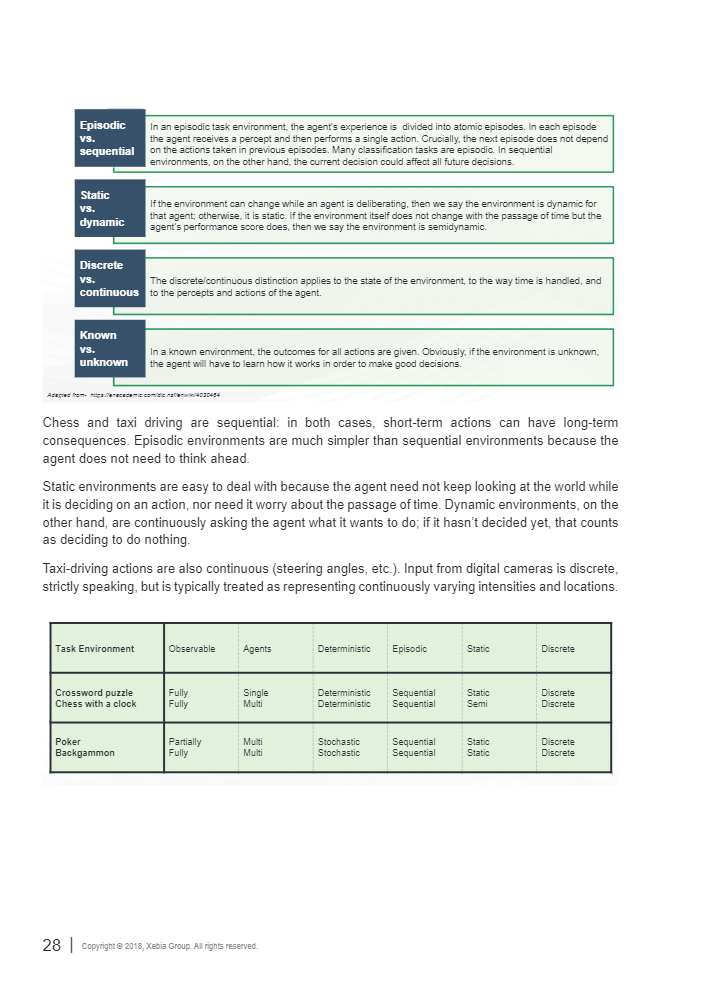 Episodic
vs.
sequential
In an episodic task environment, the agent's experience is divided into atomic episodes. In each episode
the agent receives a percept and then performs a single action. Crucially, the next episode does not depend
on the actions taken in previous episodes. Many classification tasks are episodic. In sequential
environments, on the other hand, the current decision could affect all future decisions.
Static
vs.
dynamic
If the environment can change while an agent is deliberating, then we say the environment is dynamic for
that agent; otherwise, it is static. If the environment itself does not change with the passage of time but the
agent's performance score does, then we say the environment is semidynamic.
Discrete
vs.
continuous
The discrete/continuous distinction applies to the state of the environment, to the way time is handled, and
to the percepts and actions of the agent.
Known
vs.
unknown
In a known environment, the outcomes for all actions are given. Obviously, if the environment is unknown,
the agent will have to learn how it works in order to make good decisions.
Adapted from- https://enacademic.com/dic.nsf/enwiki/4030484
Chess and taxi driving are sequential: in both cases, short-term actions can have long-term
consequences. Episodic environments are much simpler than sequential environments because the
agent does not need to think ahead.
Static environments are easy to deal with because the agent need not keep looking at the world while
it is deciding on an action, nor need it worry about the passage of time. Dynamic environments, on the
other hand, are continuously asking the agent what it wants to do; if it hasn't decided yet, that counts
as deciding to do nothing.
Taxi-driving actions are also continuous (steering angles, etc.). Input from digital cameras is discrete,
strictly speaking, but is typically treated as representing continuously varying intensities and locations.
Task Environment Observable Agents Deterministic Episodic Static Discrete
Crossword puzzle Fully Single Deterministic Sequential Static Discrete
Chess with a clock Fully Multi Deterministic Sequential Semi Discrete
Poker Partially Multi Stochastic Sequential Static Discrete
Backgammon Fully Multi Stochastic Sequential Static Discrete
28 | Copyright © 2018, Xebia Group. All rights reserved.